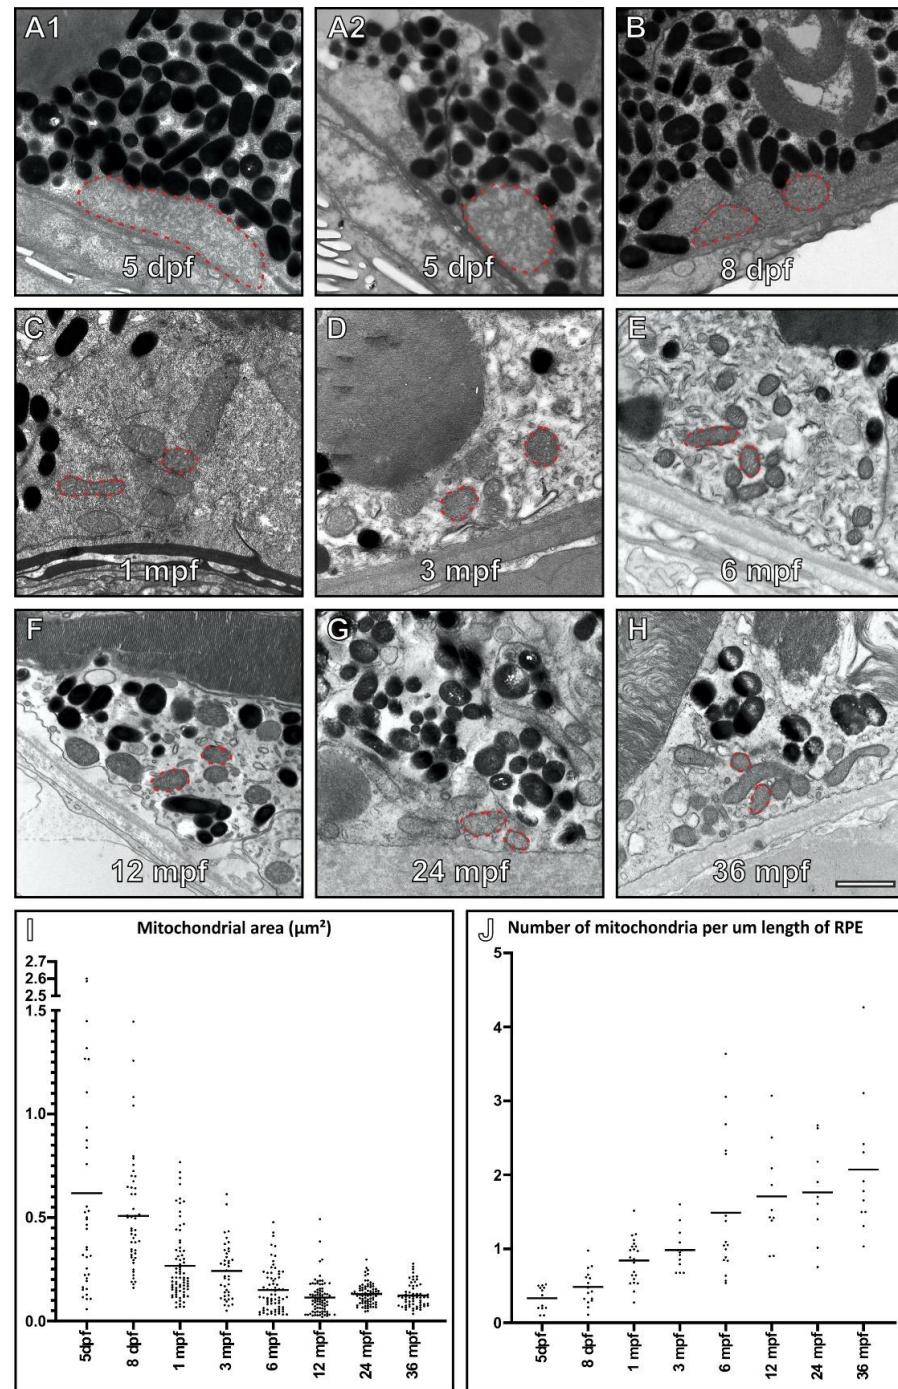 A1
5 dpf
A2
5 dpf
B
8 dpf
C
1 mpf
D
3 mpf
E
6 mpf
F
12 mpf
G
24 mpf
H
36 mpf
I
Mitochondrial area (µm²)
2.7
2.6
2.5
1.5
1.0
0.5
0.0
5dpf
8 dpf
1 mpf
3 mpf
6 mpf
12 mpf
24 mpf
36 mpf
J
Number of mitochondria per um length of RPE
5
4
3
2
1
0
5dpf
8 dpf
1 mpf
3 mpf
6 mpf
12 mpf
24 mpf
36 mpf